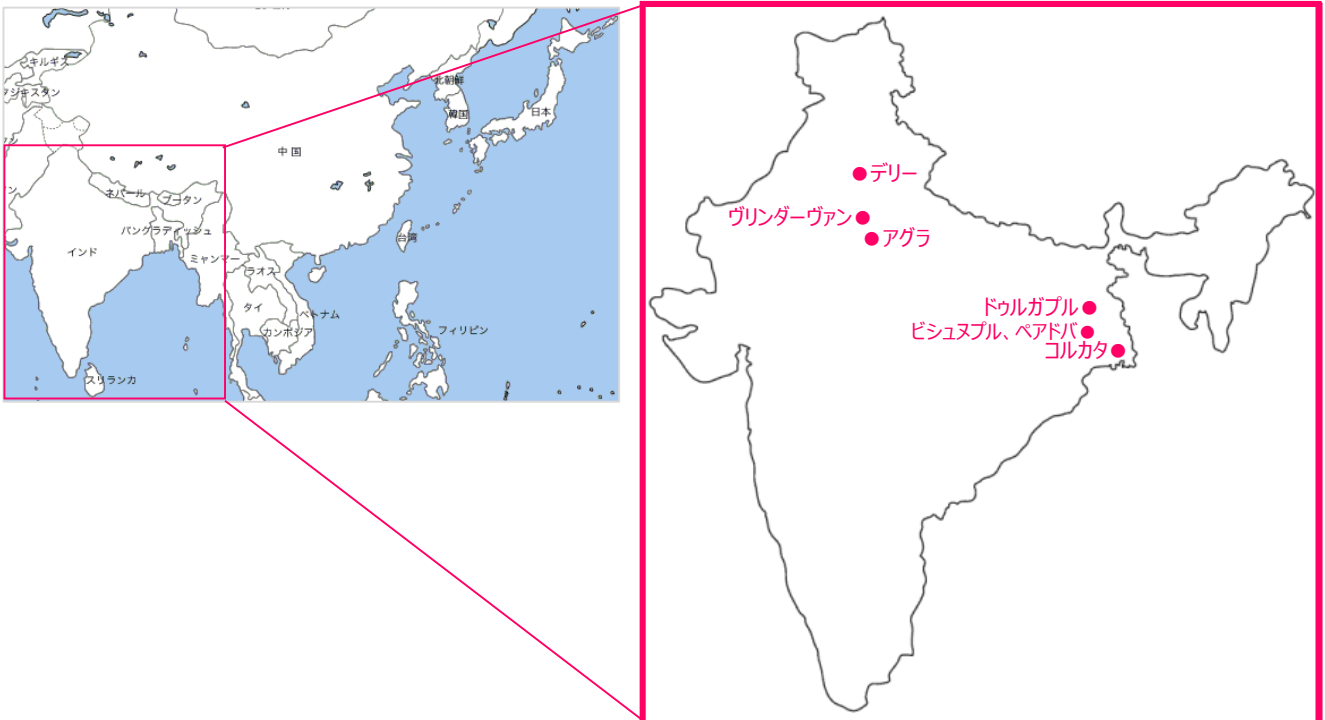 キルギス
タジキスタン
北朝鮮
韓国
日本
中国
ネパール
ブータン
バングラディッシュ
台湾
インド
ミャンマー
ラオス
タイ
ベトナム
カンボジア
フィリピン
スリランカ
デリー
ヴリンダーヴァン
アグラ
ドゥルガプル
ビシュヌプル、ペアドバ
コルカタ